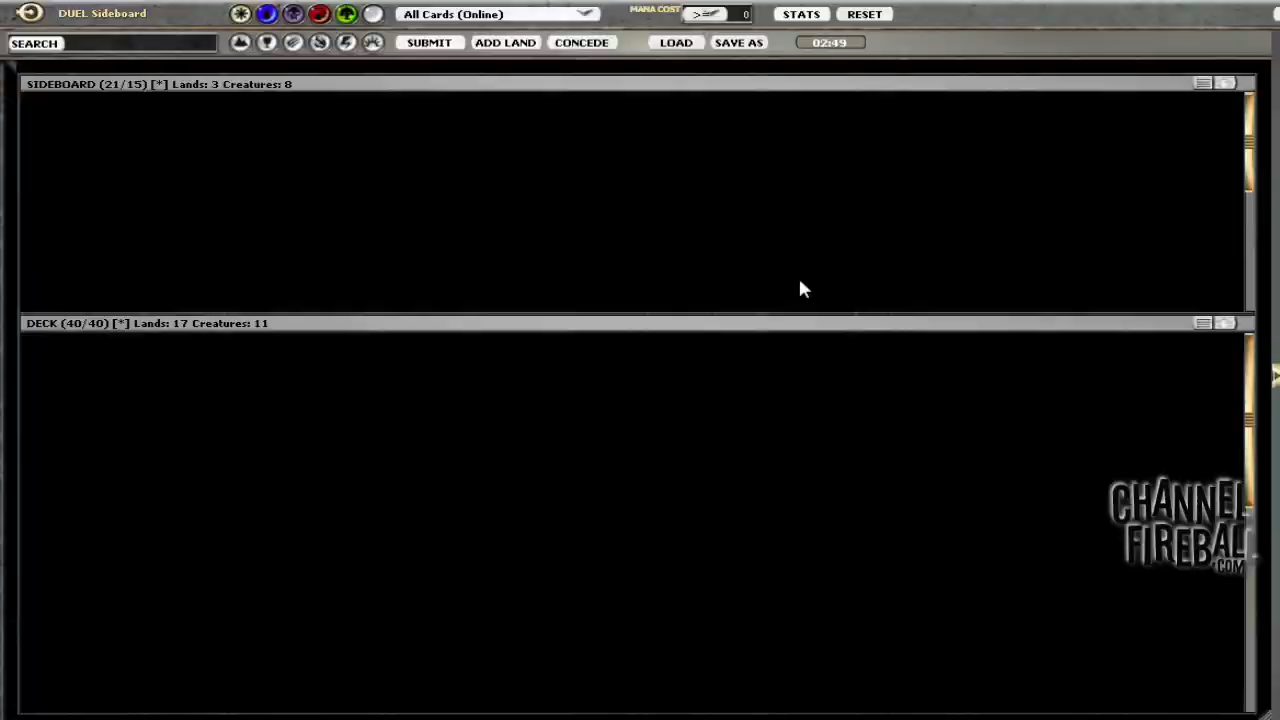 DUEL Sideboard
All Cards (Online)
MANA COST
>=
0
STATS
RESET
SEARCH
SUBMIT
ADD LAND
CONCEDE
LOAD
SAVE AS
02:49
SIDEBOARD (21/15) [*] Lands: 3 Creatures: 8
DECK (40/40) [*] Lands: 17 Creatures: 11
CHANNEL
FIREBAL
.COM